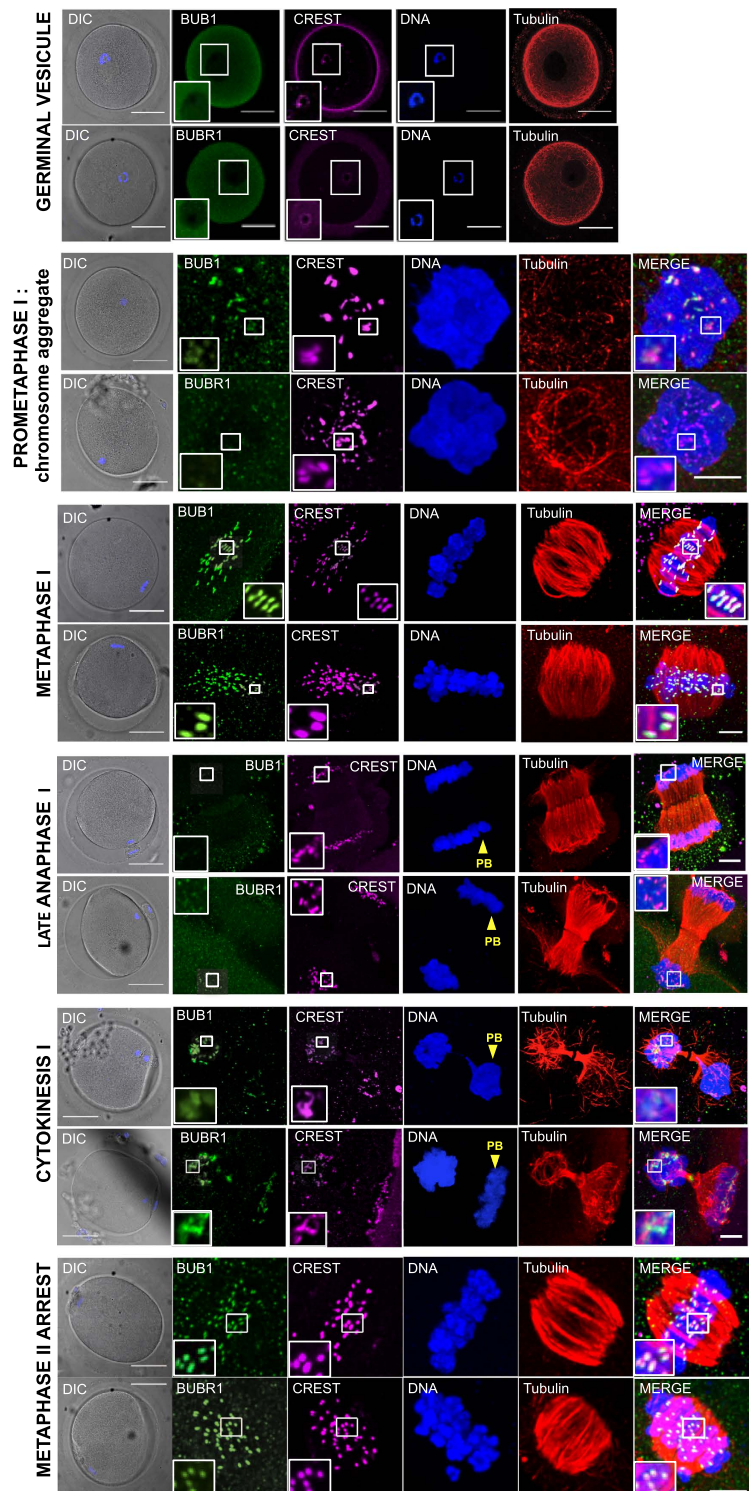 GERMINAL VESICULE
DIC BUB1 CREST DNA Tubulin
DIC BUBR1 CREST DNA Tubulin
PROMETAPHASE I :
chromosome aggregate
DIC BUB1 CREST DNA Tubulin MERGE
DIC BUBR1 CREST DNA Tubulin MERGE
METAPHASE I
DIC BUB1 CREST DNA Tubulin MERGE
DIC BUBR1 CREST DNA Tubulin MERGE
LATE ANAPHASE I
DIC BUB1 CREST DNA Tubulin MERGE
PB
DIC BUBR1 CREST DNA Tubulin MERGE
PB
CYTOKINESIS I
DIC BUB1 CREST DNA Tubulin MERGE
PB
DIC BUBR1 CREST DNA Tubulin MERGE
PB
METAPHASE II ARREST
DIC BUB1 CREST DNA Tubulin MERGE
DIC BUBR1 CREST DNA Tubulin MERGE